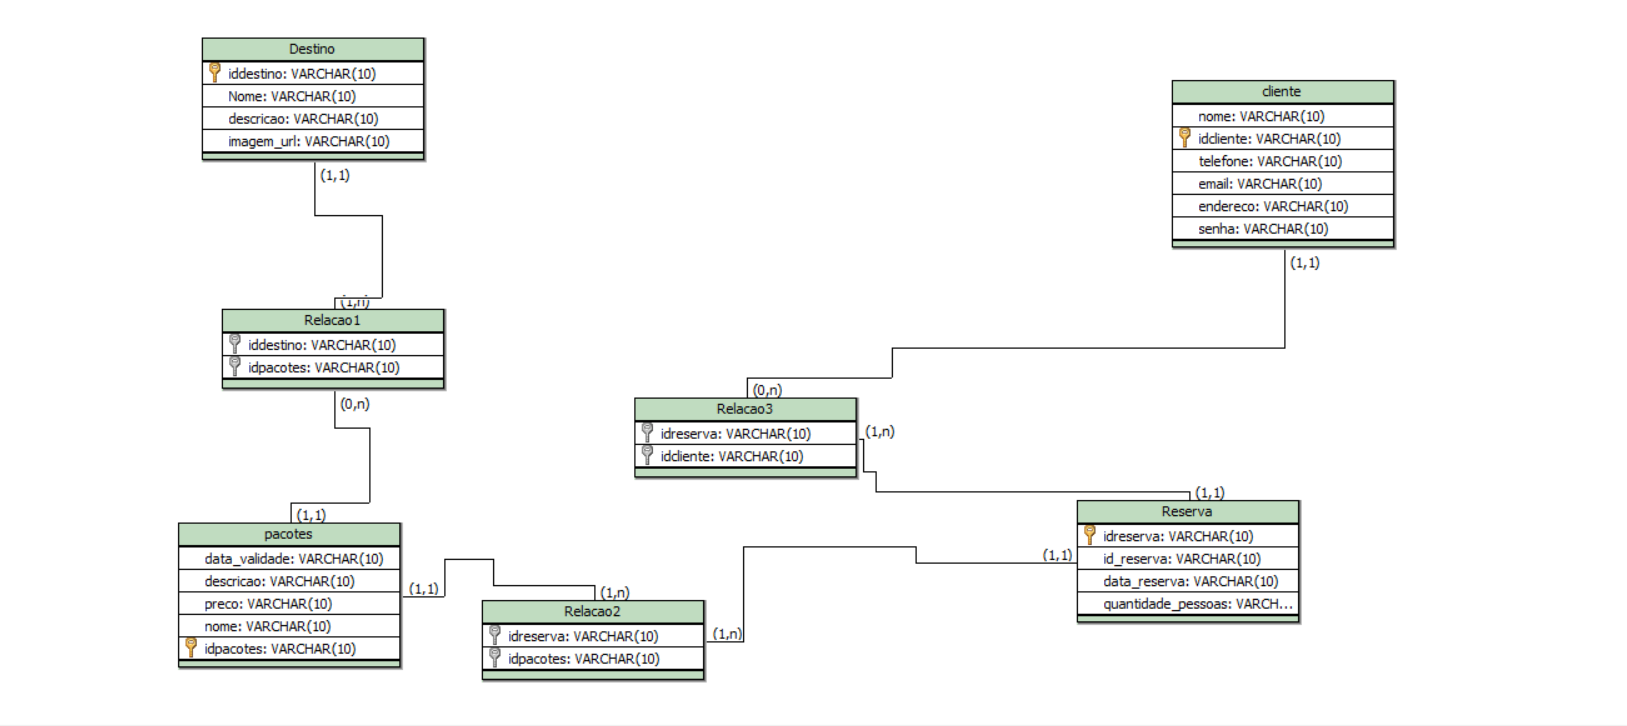 Destino
iddestino: VARCHAR(10)
Nome: VARCHAR(10)
descricao: VARCHAR(10)
imagem_url: VARCHAR(10)
(1,1)
(1,n)
Relacao1
iddestino: VARCHAR(10)
idpacotes: VARCHAR(10)
(0,n)
(1,1)
pacotes
data_validade: VARCHAR(10)
descricao: VARCHAR(10)
preco: VARCHAR(10)
nome: VARCHAR(10)
idpacotes: VARCHAR(10)
(1,1)
(1,n)
Relacao2
idreserva: VARCHAR(10)
idpacotes: VARCHAR(10)
(1,n)
cliente
nome: VARCHAR(10)
idcliente: VARCHAR(10)
telefone: VARCHAR(10)
email: VARCHAR(10)
endereco: VARCHAR(10)
senha: VARCHAR(10)
(1,1)
(0,n)
Relacao3
idreserva: VARCHAR(10)
idcliente: VARCHAR(10)
(1,n)
(1,1)
(1,1)
Reserva
idreserva: VARCHAR(10)
id_reserva: VARCHAR(10)
data_reserva: VARCHAR(10)
quantidade_pessoas: VARCH...